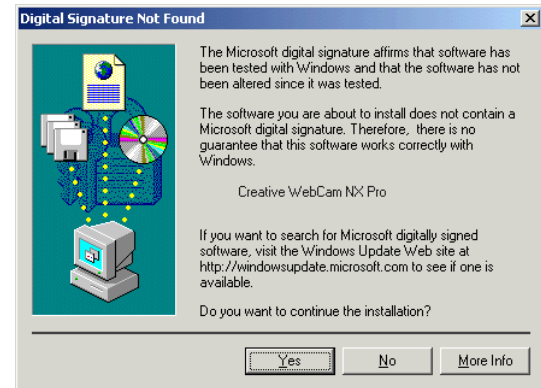 Digital Signature Not Found
The Microsoft digital signature affirms that software has
been tested with Windows and that the software has not
been altered since it was tested.
The software you are about to install does not contain a
Microsoft digital signature. Therefore, there is no
guarantee that this software works correctly with
Windows.
Creative WebCam NX Pro
If you want to search for Microsoft digitally signed
software, visit the Windows Update Web site at
http://windowsupdate.microsoft.com to see if one is
available.
Do you want to continue the installation?
Yes No More Info